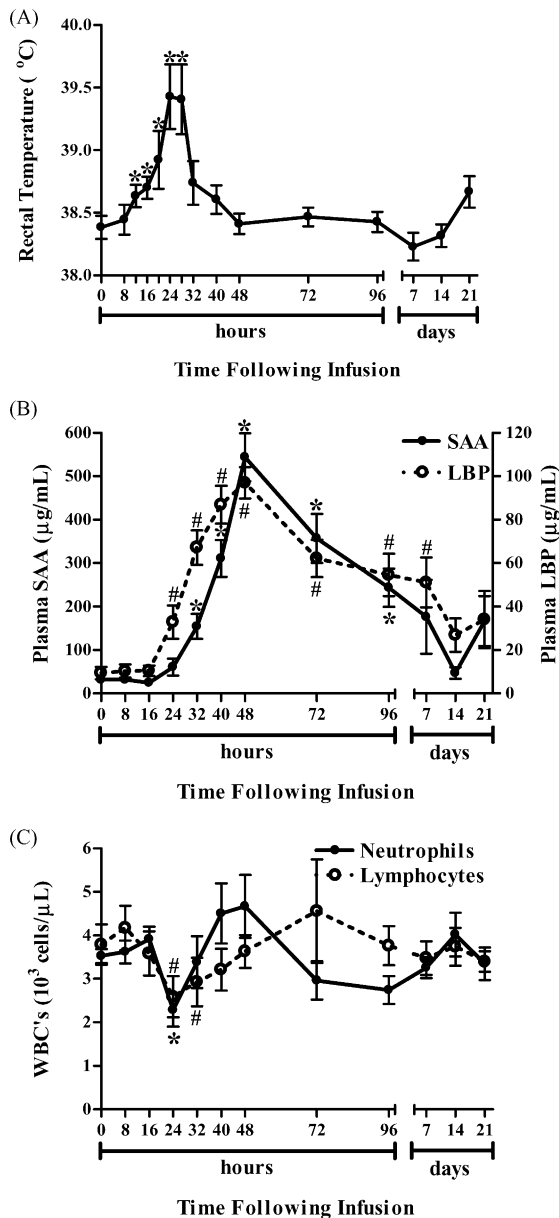 (A)
Rectal Temperature ( °C)
40.0
39.5
39.0
38.5
38.0
* * * * *
0 8 16 24 32 40 48 72 96 7 14 21
hours days
Time Following Infusion
(B)
Plasma SAA (µg/mL)
Plasma LBP (µg/mL)
SAA
LBP
600 120
500 100
400 80
300 60
200 40
100 20
0 0
# # * # * # * # * # # * #
0 8 16 24 32 40 48 72 96 7 14 21
hours days
Time Following Infusion
(C)
WBC's (10³ cells/µL)
Neutrophils
Lymphocytes
6
5
4
3
2
1
0
# * #
0 8 16 24 32 40 48 72 96 7 14 21
hours days
Time Following Infusion